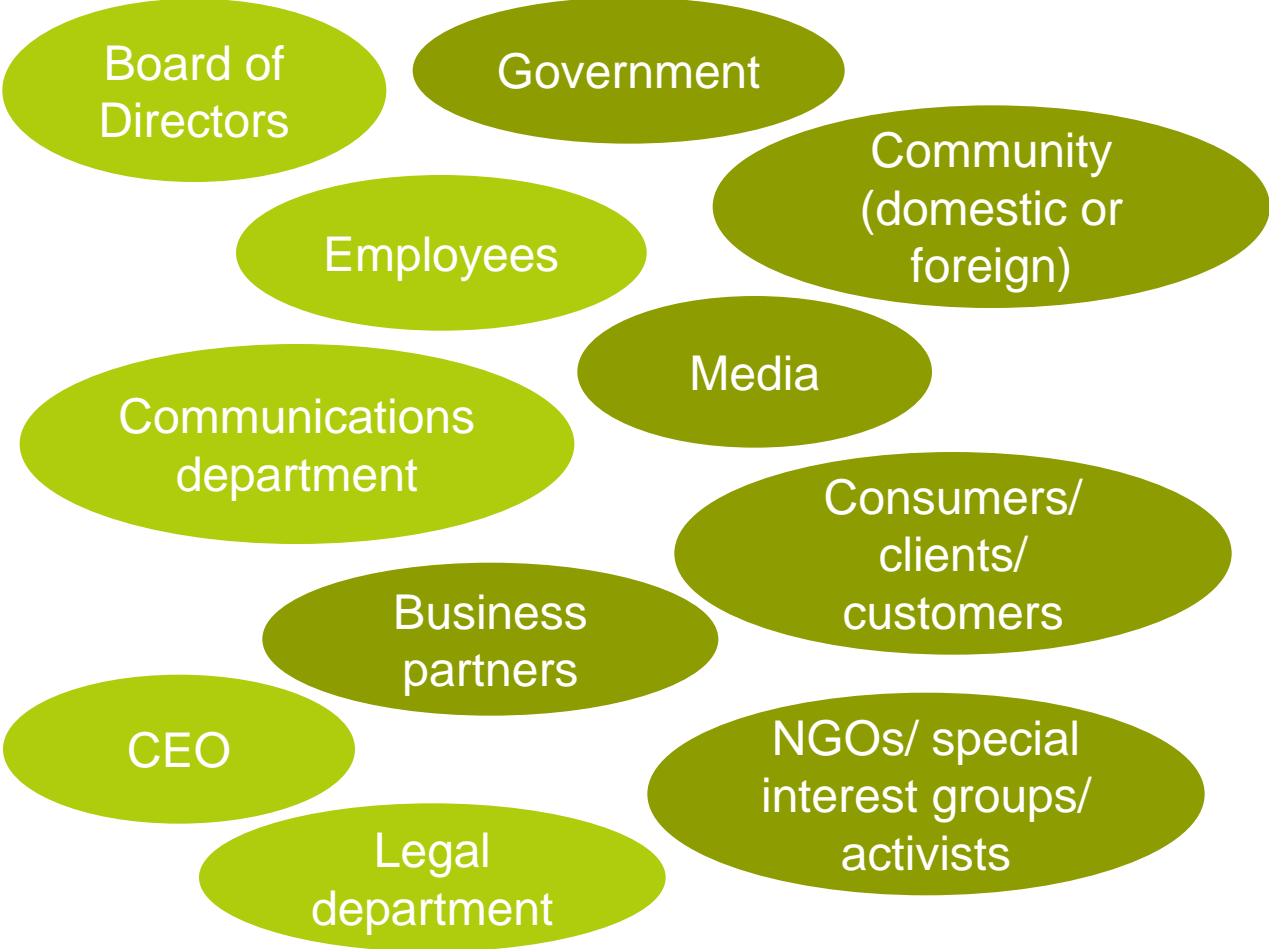 Board of
Directors
Government
Community
(domestic or
foreign)
Employees
Media
Communications
department
Consumers/
clients/
customers
Business
partners
CEO
NGOs/ special
interest groups/
activists
Legal
department